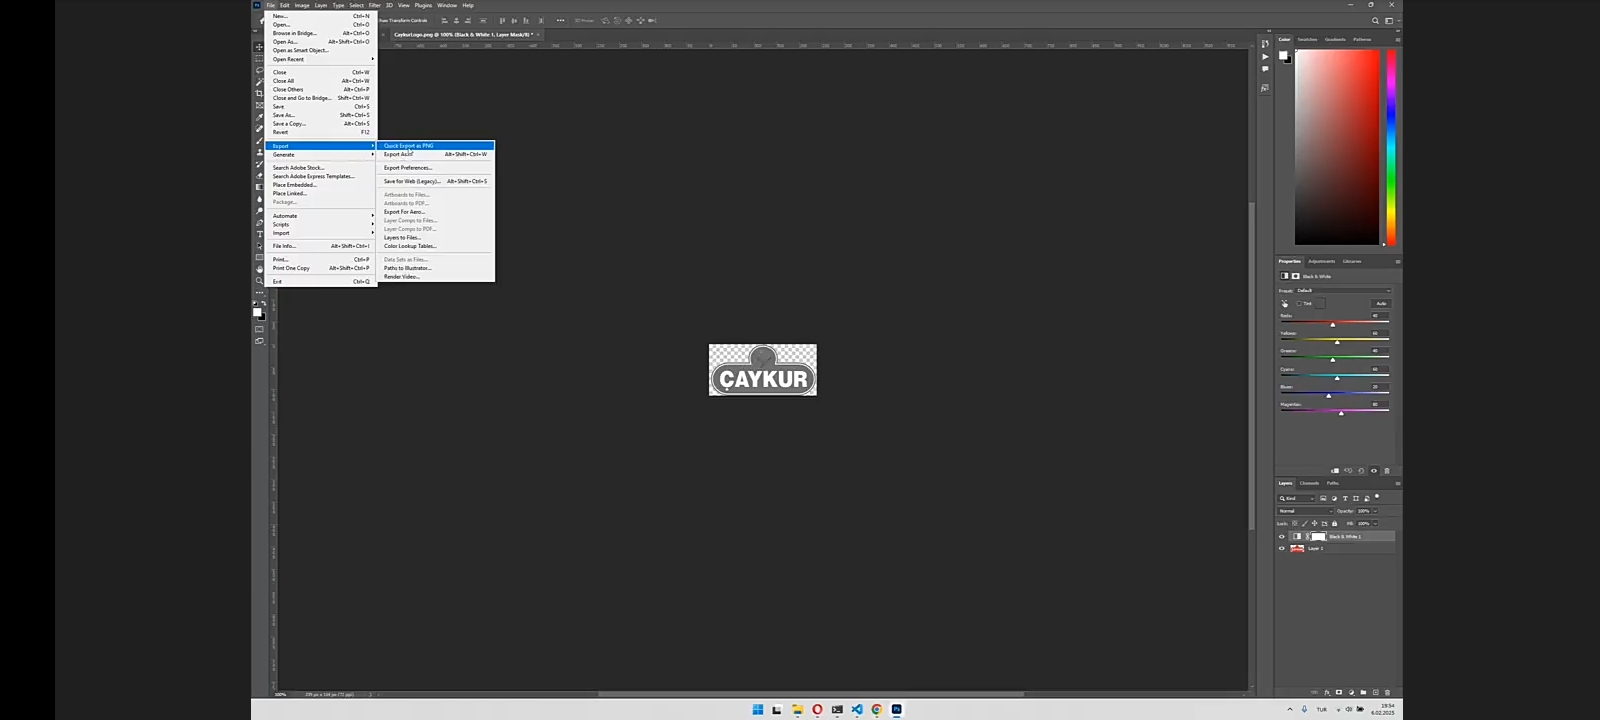 File Edit Image Layer Type Select Filter 3D View Plugins Window Help
CaykurLogo.png @ 100% (Black & White 1, Layer Mask/8) *
New... Ctrl+N
Open... Ctrl+O
Browse in Bridge... Alt+Ctrl+O
Open As... Alt+Shift+Ctrl+O
Open as Smart Object...
Open Recent
Close Ctrl+W
Close All Alt+Ctrl+W
Close Others Alt+Ctrl+P
Close and Go to Bridge... Shift+Ctrl+W
Save Ctrl+S
Save As... Shift+Ctrl+S
Save a Copy... Alt+Ctrl+S
Revert F12
Export
Generate
Search Adobe Stock...
Search Adobe Express Templates...
Place Embedded...
Place Linked...
Package...
Automate
Scripts
Import
File Info... Alt+Shift+Ctrl+I
Print... Ctrl+P
Print One Copy Alt+Shift+Ctrl+P
Exit Ctrl+Q
Quick Export as PNG
Export As... Alt+Shift+Ctrl+W
Export Preferences...
Save for Web (Legacy)... Alt+Shift+Ctrl+S
Artboards to Files...
Artboards to PDF...
Export For Aero...
Layer Comps to Files...
Layer Comps to PDF...
Layers to Files...
Color Lookup Tables...
Data Sets as Files...
Paths to Illustrator...
Render Video...
ÇAYKUR
Color Swatches Gradients Patterns
Properties Adjustments Libraries
Black & White
Preset: Default
Tint Auto
Reds: 40
Yellows: 60
Greens: 40
Cyans: 60
Blues: 20
Magentas: 80
Layers Channels Paths
Kind
Normal Opacity: 100%
Lock: Fill: 100%
Black & White 1
Layer 1
100%
TUR
19:54
6.02.2025